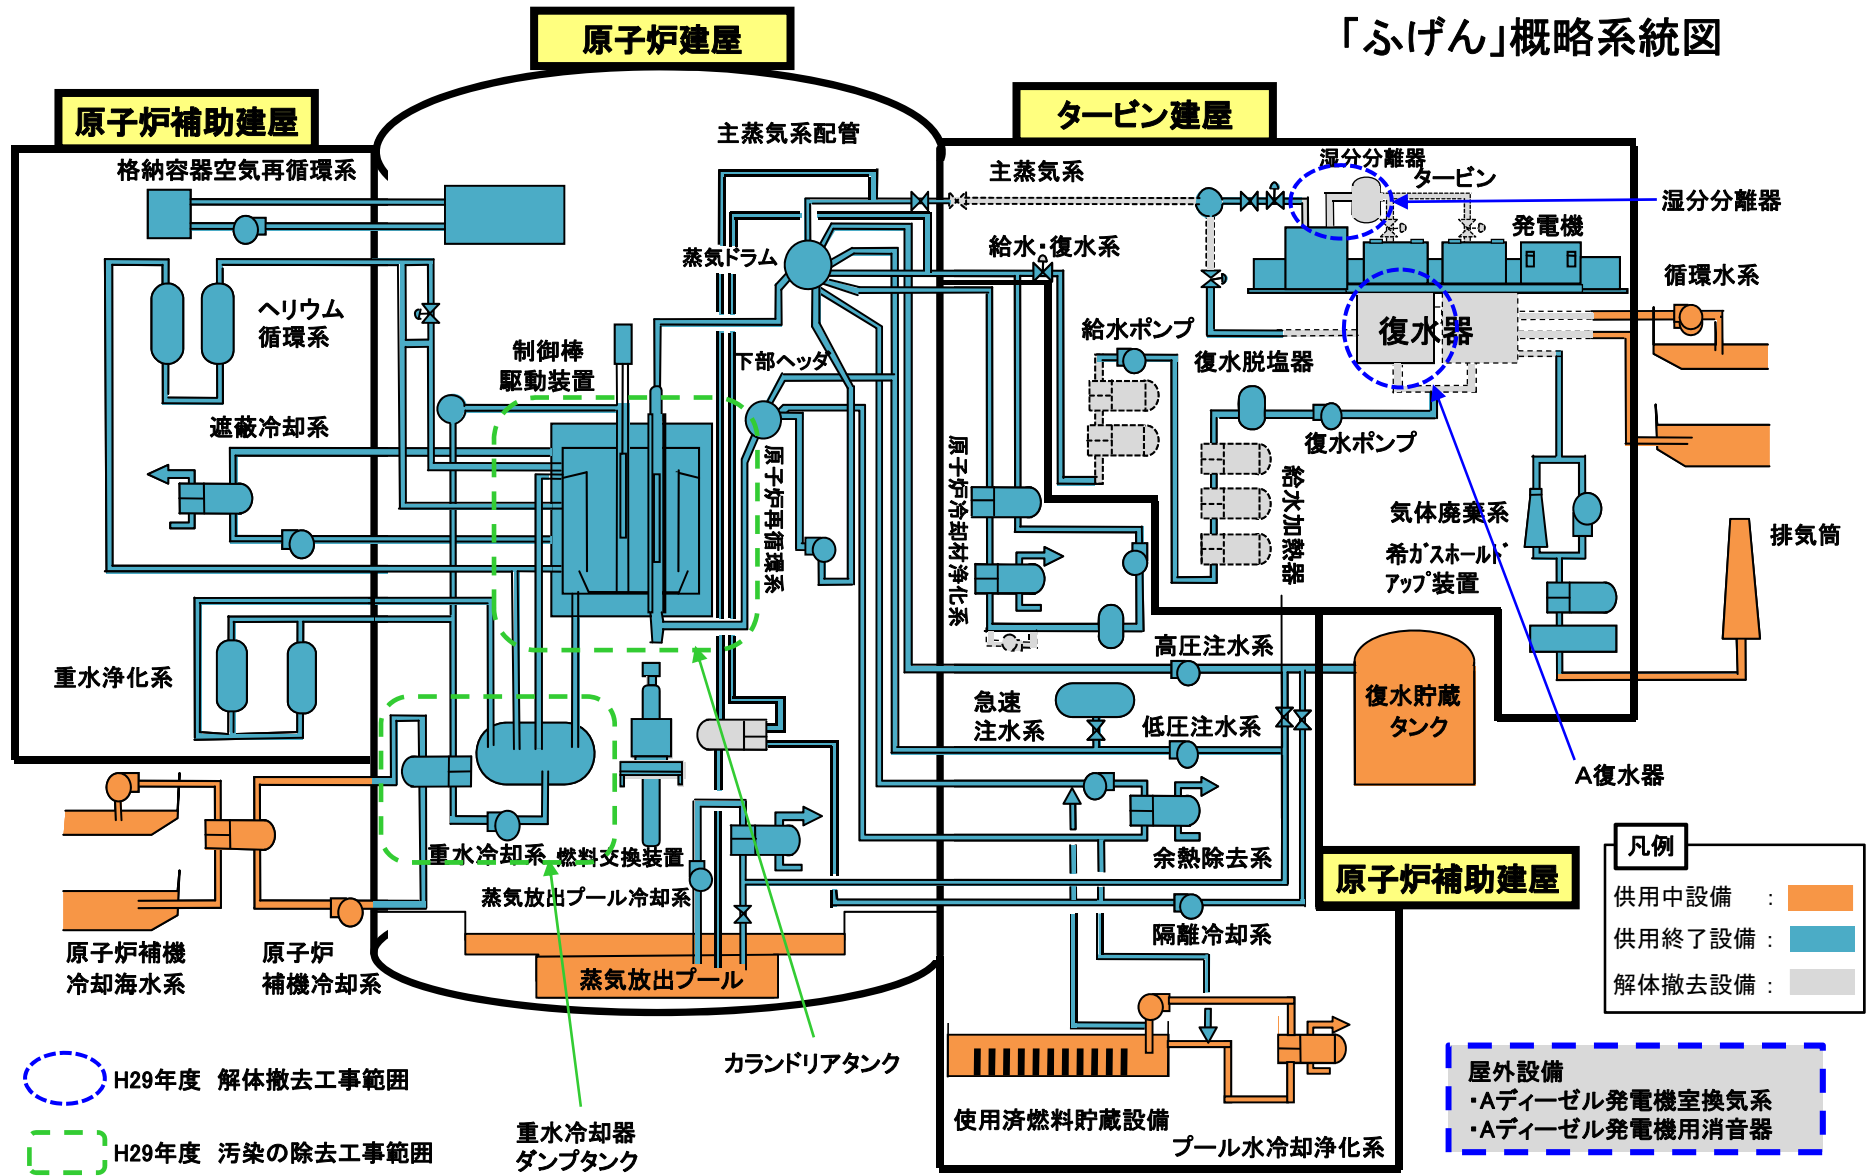 「ふげん」概略系統図
原子炉建屋
原子炉補助建屋
タービン建屋
格納容器空気再循環系
主蒸気系配管
主蒸気系
湿分分離器
タービン
湿分分離器
発電機
蒸気ドラム
給水・復水系
循環水系
ヘリウム
循環系
制御棒
駆動装置
下部ヘッダ
給水ポンプ
復水器
復水脱塩器
遮蔽冷却系
復水ポンプ
原子炉再循環系
原子炉冷却材浄化系
給水加熱器
気体廃棄系
希ガスホールド
アップ装置
排気筒
重水浄化系
高圧注水系
急速
注水系
低圧注水系
復水貯蔵
タンク
A復水器
重水冷却系
燃料交換装置
余熱除去系
原子炉補助建屋
蒸気放出プール冷却系
隔離冷却系
原子炉補機
冷却海水系
原子炉
補機冷却系
蒸気放出プール
凡例
供用中設備 :
供用終了設備 :
解体撤去設備 :
カランドリアタンク
重水冷却器
ダンプタンク
使用済燃料貯蔵設備
プール水冷却浄化系
H29年度 解体撤去工事範囲
H29年度 汚染の除去工事範囲
屋外設備
・Aディーゼル発電機室換気系
・Aディーゼル発電機用消音器